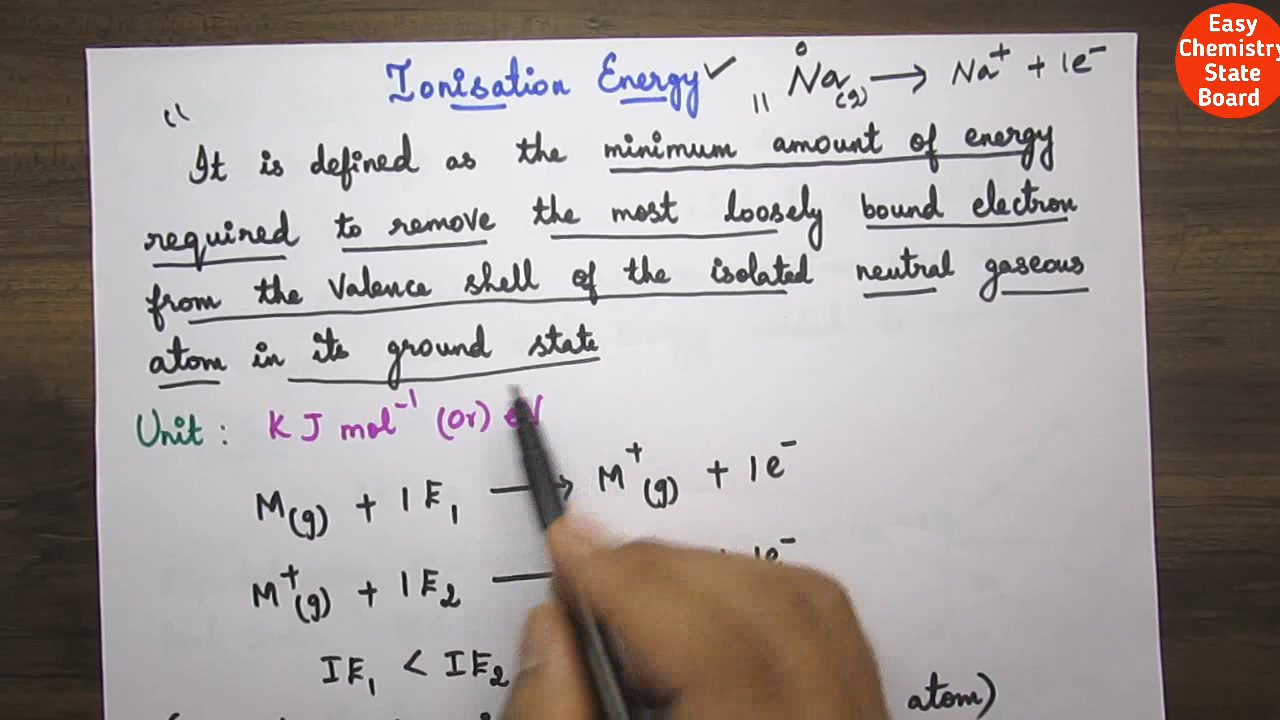 Easy
Chemistry
State
Board
Ionisation Energy ✓ Na(g) → Na⁺ + 1e⁻
" It is defined as the minimum amount of energy
required to remove the most loosely bound electron
from the valence shell of the isolated neutral gaseous
atom in its ground state
Unit : KJ mol⁻¹ (or) eV
M(g) + IE₁ → M⁺(g) + 1e⁻
M⁺(g) + IE₂ → + 1e⁻
IE₁ < IE₂
atom)